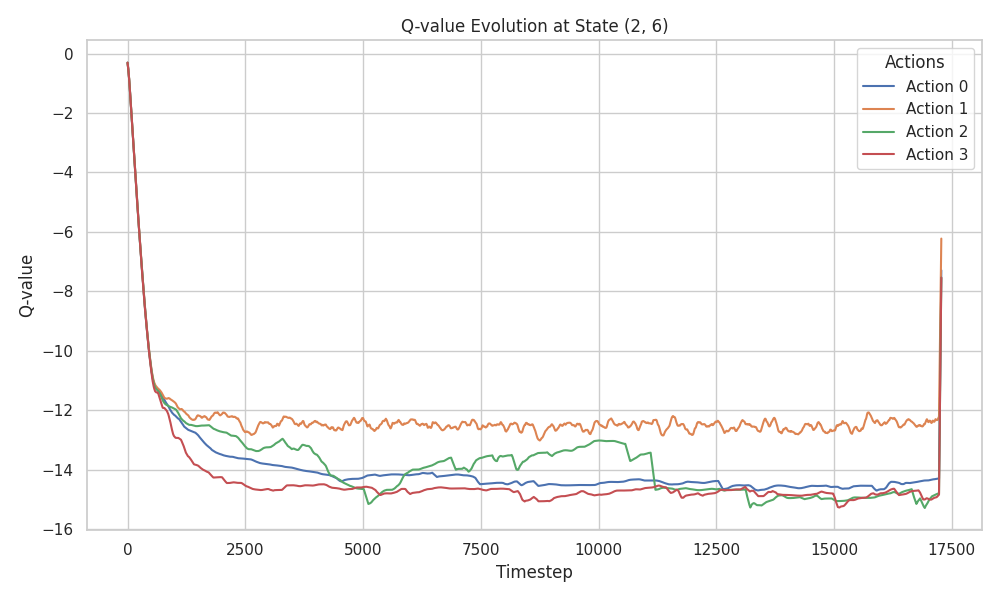 Q-value Evolution at State (2, 6)
Actions
Action 0
Action 1
Action 2
Action 3
Q-value
0
−2
−4
−6
−8
−10
−12
−14
−16
0 2500 5000 7500 10000 12500 15000 17500
Timestep